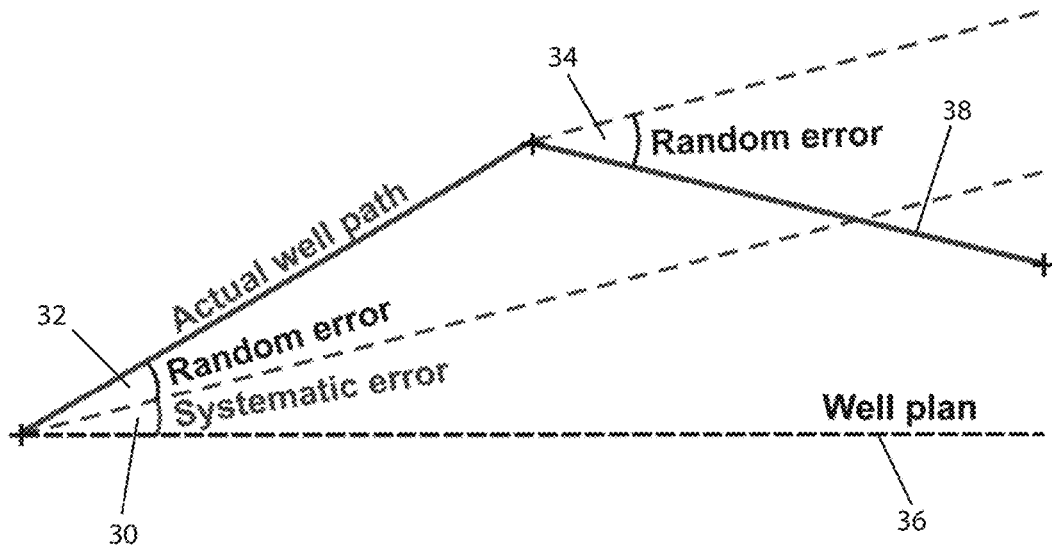 34
38
Random error
Actual well path
32
Random error
Systematic error
Well plan
30
36